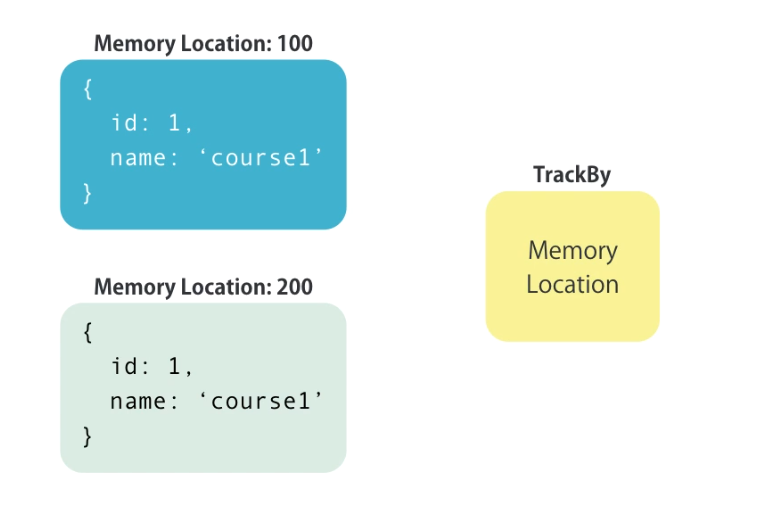 Memory Location: 100
{
id: 1,
name: ‘course1’
}
Memory Location: 200
{
id: 1,
name: ‘course1’
}
TrackBy
Memory
Location